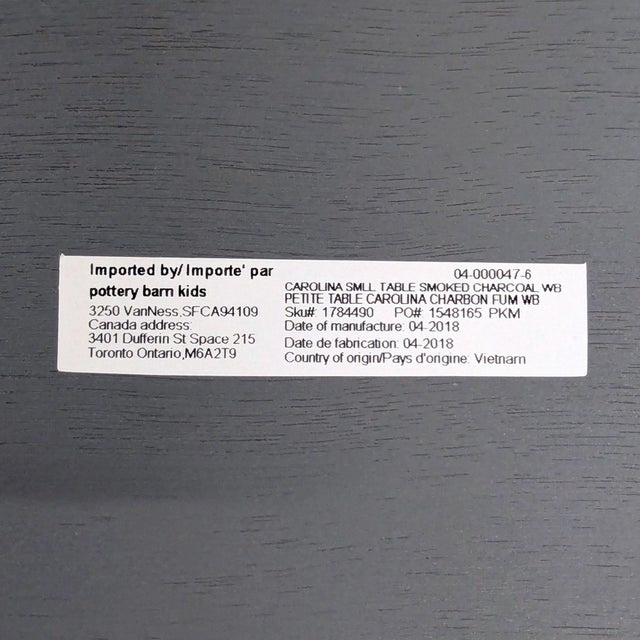 Imported by/ Importe' par
pottery barn kids
3250 VanNess,SFCA94109
Canada address:
3401 Dufferin St Space 215
Toronto Ontario,M6A2T9
04-000047-6
CAROLINA SMLL TABLE SMOKED CHARCOAL WB
PETITE TABLE CAROLINA CHARBON FUM WB
Sku#: 1784490 PO#: 1548165 PKM
Date of manufacture: 04-2018
Date de fabrication: 04-2018
Country of origin/Pays d'origine: Vietnam